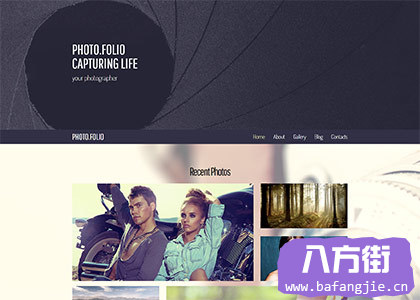 PHOTO.FOLIO
CAPTURING LIFE
your photographer
PHOTO.FOLIO
Home About Gallery Blog Contacts
Recent Photos
八方街
www.bafangjie.cn